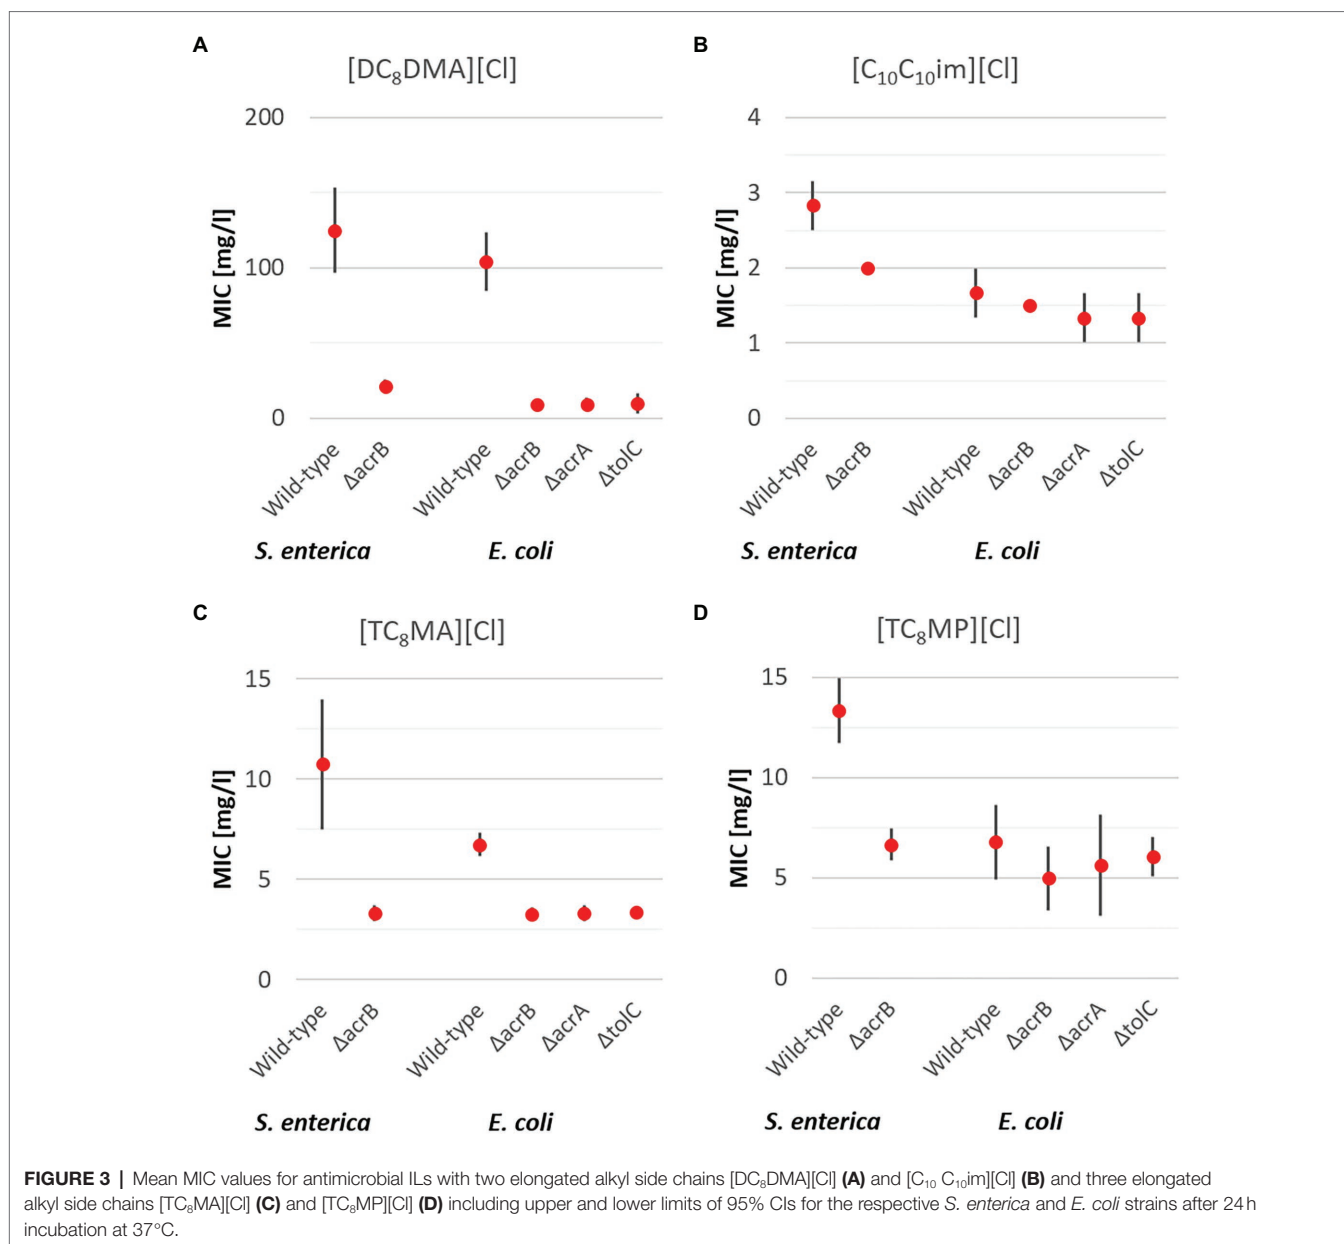 A
[DC₈DMA][Cl]
MIC [mg/l]
200
100
0
Wild-type
ΔacrB
Wild-type
ΔacrB
ΔacrA
ΔtolC
S. enterica
E. coli
B
[C₁₀C₁₀im][Cl]
MIC [mg/l]
4
3
2
1
0
Wild-type
ΔacrB
Wild-type
ΔacrB
ΔacrA
ΔtolC
S. enterica
E. coli
C
[TC₈MA][Cl]
MIC [mg/l]
15
10
5
0
Wild-type
ΔacrB
Wild-type
ΔacrB
ΔacrA
ΔtolC
S. enterica
E. coli
D
[TC₈MP][Cl]
MIC [mg/l]
15
10
5
0
Wild-type
ΔacrB
Wild-type
ΔacrB
ΔacrA
ΔtolC
S. enterica
E. coli
FIGURE 3 | Mean MIC values for antimicrobial ILs with two elongated alkyl side chains [DC₈DMA][Cl] (A) and [C₁₀ C₁₀im][Cl] (B) and three elongated
alkyl side chains [TC₈MA][Cl] (C) and [TC₈MP][Cl] (D) including upper and lower limits of 95% CIs for the respective S. enterica and E. coli strains after 24 h
incubation at 37°C.